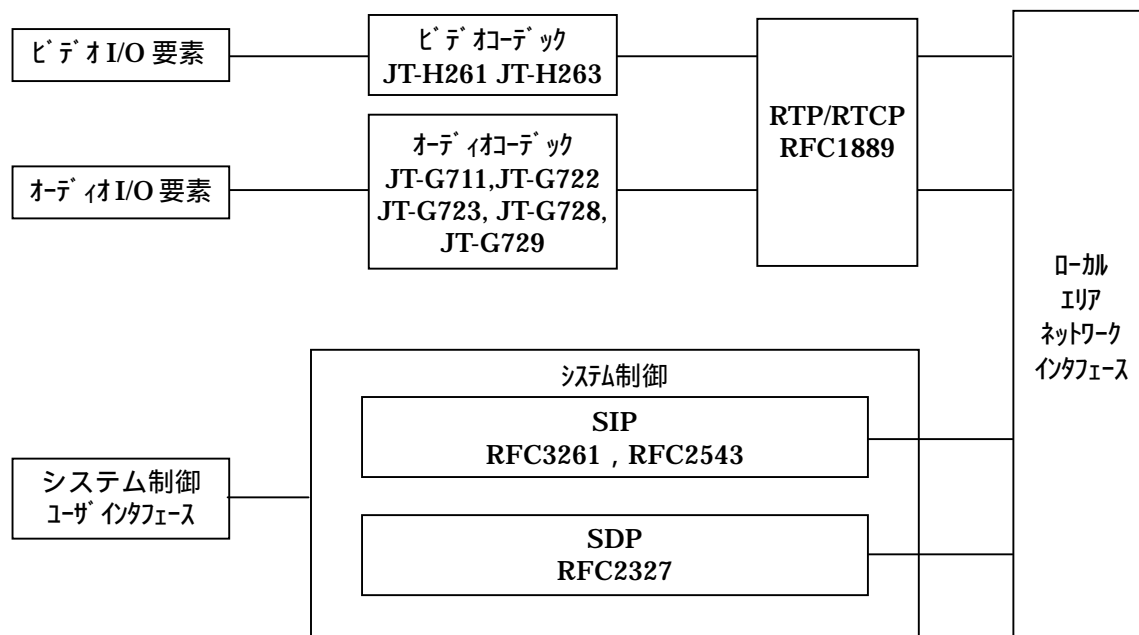 ﾋﾞﾃﾞｵ I/O 要素
ﾋﾞﾃﾞｵｺｰﾃﾞｯｸ
JT-H261 JT-H263
RTP/RTCP
RFC1889
ｵｰﾃﾞｨｵ I/O 要素
ｵｰﾃﾞｨｵｺｰﾃﾞｯｸ
JT-G711,JT-G722
JT-G723, JT-G728,
JT-G729
ﾛｰｶﾙ
ｴﾘｱ
ﾈｯﾄﾜｰｸ
ｲﾝﾀﾌｪｰｽ
ｼｽﾃﾑ制御
SIP
RFC3261 , RFC2543
システム制御
ﾕｰｻﾞｲﾝﾀﾌｪｰｽ
SDP
RFC2327